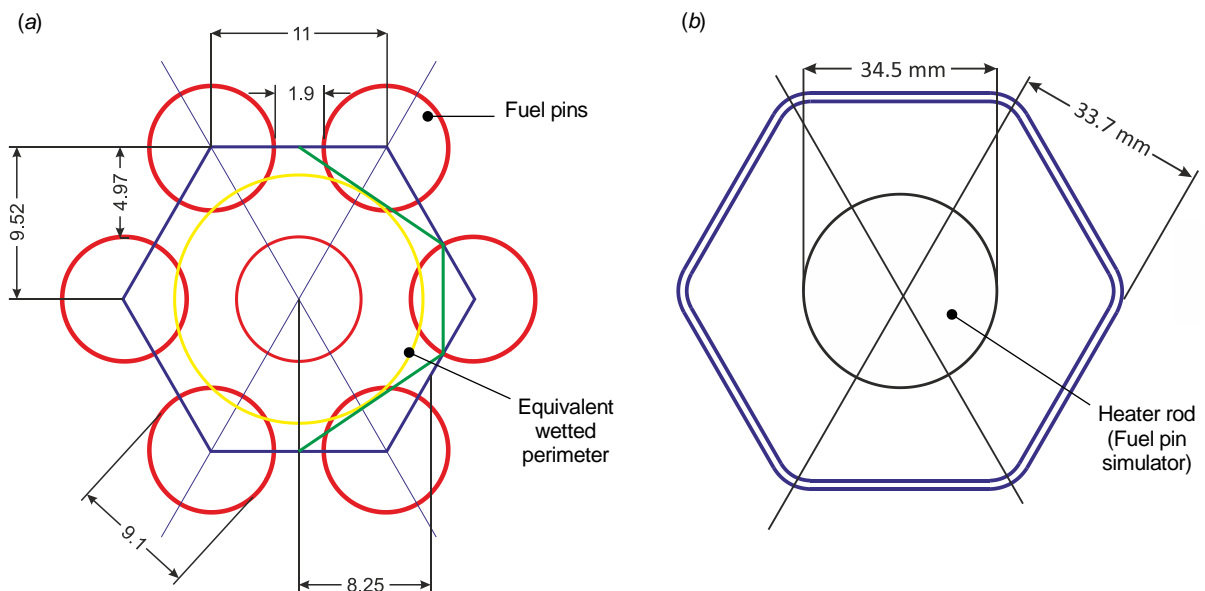 (a)
11
1.9
Fuel pins
9.52
4.97
Equivalent
wetted
perimeter
9.1
8.25
(b)
34.5 mm
33.7 mm
Heater rod
(Fuel pin
simulator)